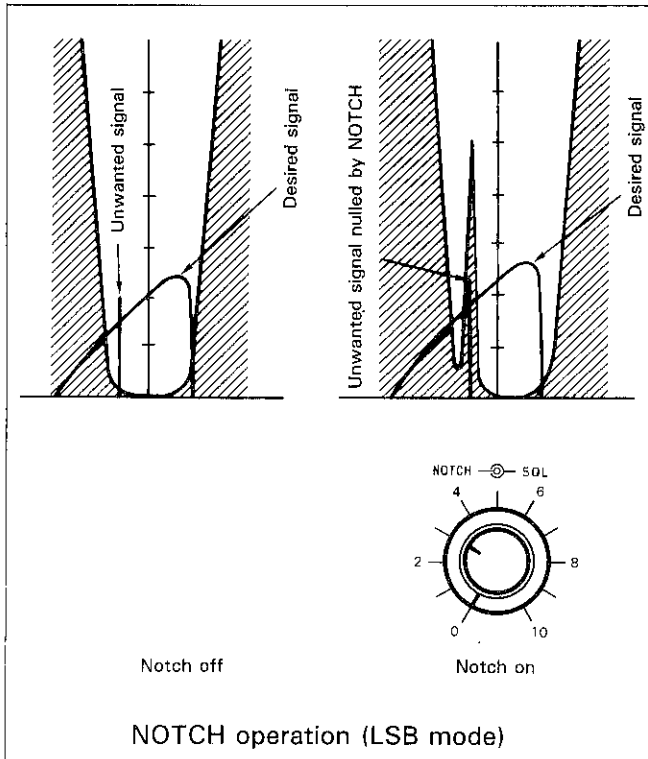 Unwanted signal
Desired signal
Unwanted signal nulled by NOTCH
Desired signal
NOTCH SQL
4 6
2 8
0 10
Notch off
Notch on
NOTCH operation (LSB mode)